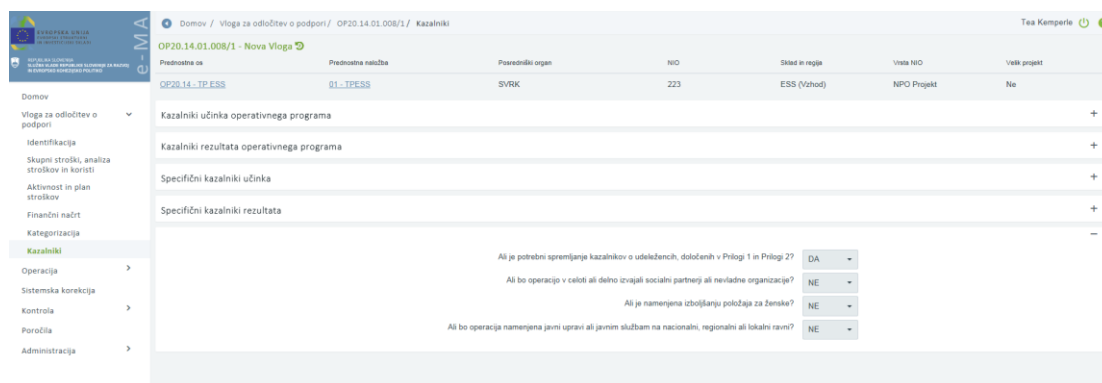 EVROPSKA UNIJA
e-MA
Domov / Vloga za odločitev o podpori/ OP20.14.01.008/1/ Kazalniki
Tea Kemperle
OP20.14.01.008/1 - Nova Vloga
Prednostna os
Prednostna naložba
Posredniški organ
NIO
Sklad in regije
Vrsta NIO
Velik projekt
OP20.14 - TP ESS
01 - TPESS
SVRK
223
ESS (Vzhod)
NPO Projekt
Ne
Domov
Vloga za odločitev o
podpori
Identifikacija
Skupni stroški, analiza
stroškov in koristi
Aktivnost in plan
stroškov
Finančni načrt
Kategorizacija
Kazalniki
Operacija
Sistemska korekcija
Kontrola
Poročila
Administracija
Kazalniki učinka operativnega programa
Kazalniki rezultata operativnega programa
Specifični kazalniki učinka
Specifični kazalniki rezultata
Ali je potrebni spremljanje kazalnikov o udeležencih, določenih v Prilogi 1 in Prilogi 2? DA
Ali bo operacijo v celoti ali delno izvajali socialni partnerji ali nevladne organizacije? NE
Ali je namenjena izboljšanju položaja za ženske? NE
Ali bo operacija namenjena javni upravi ali javnim službam na nacionalni, regionalni ali lokalni ravni? NE